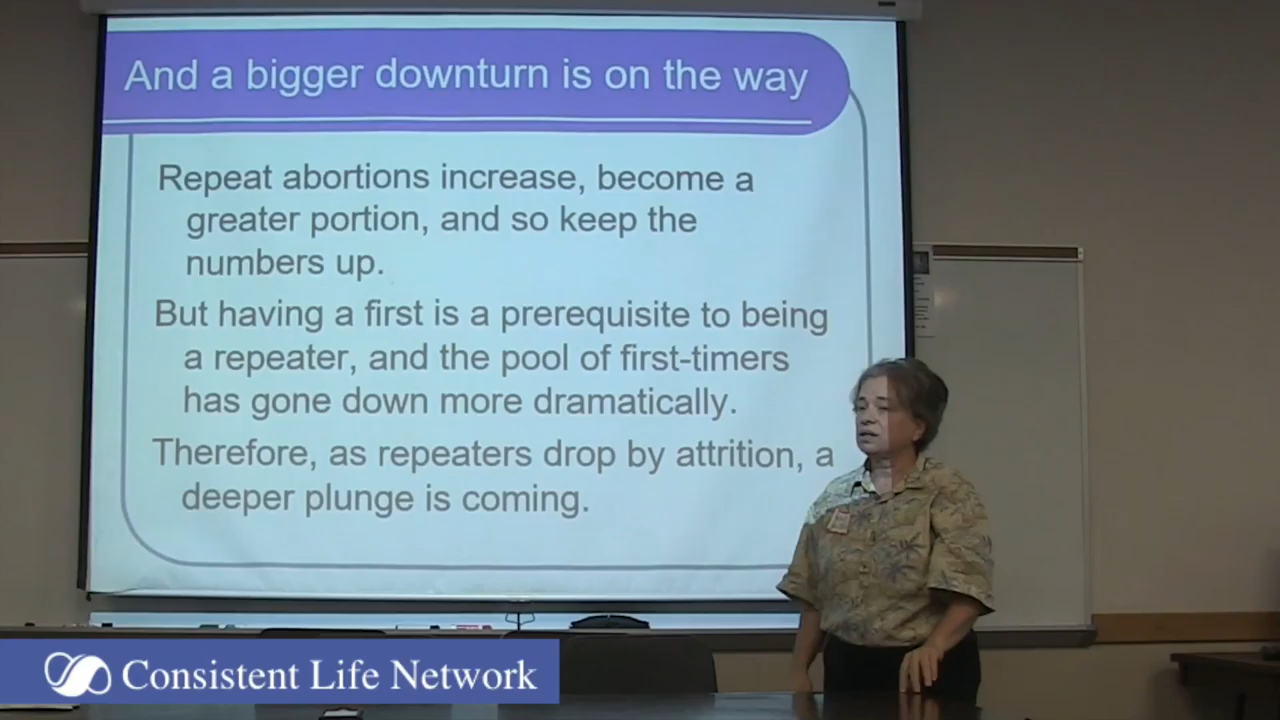 And a bigger downturn is on the way
Repeat abortions increase, become a
greater portion, and so keep the
numbers up.
But having a first is a prerequisite to being
a repeater, and the pool of first-timers
has gone down more dramatically.
Therefore, as repeaters drop by attrition, a
deeper plunge is coming.
Consistent Life Network